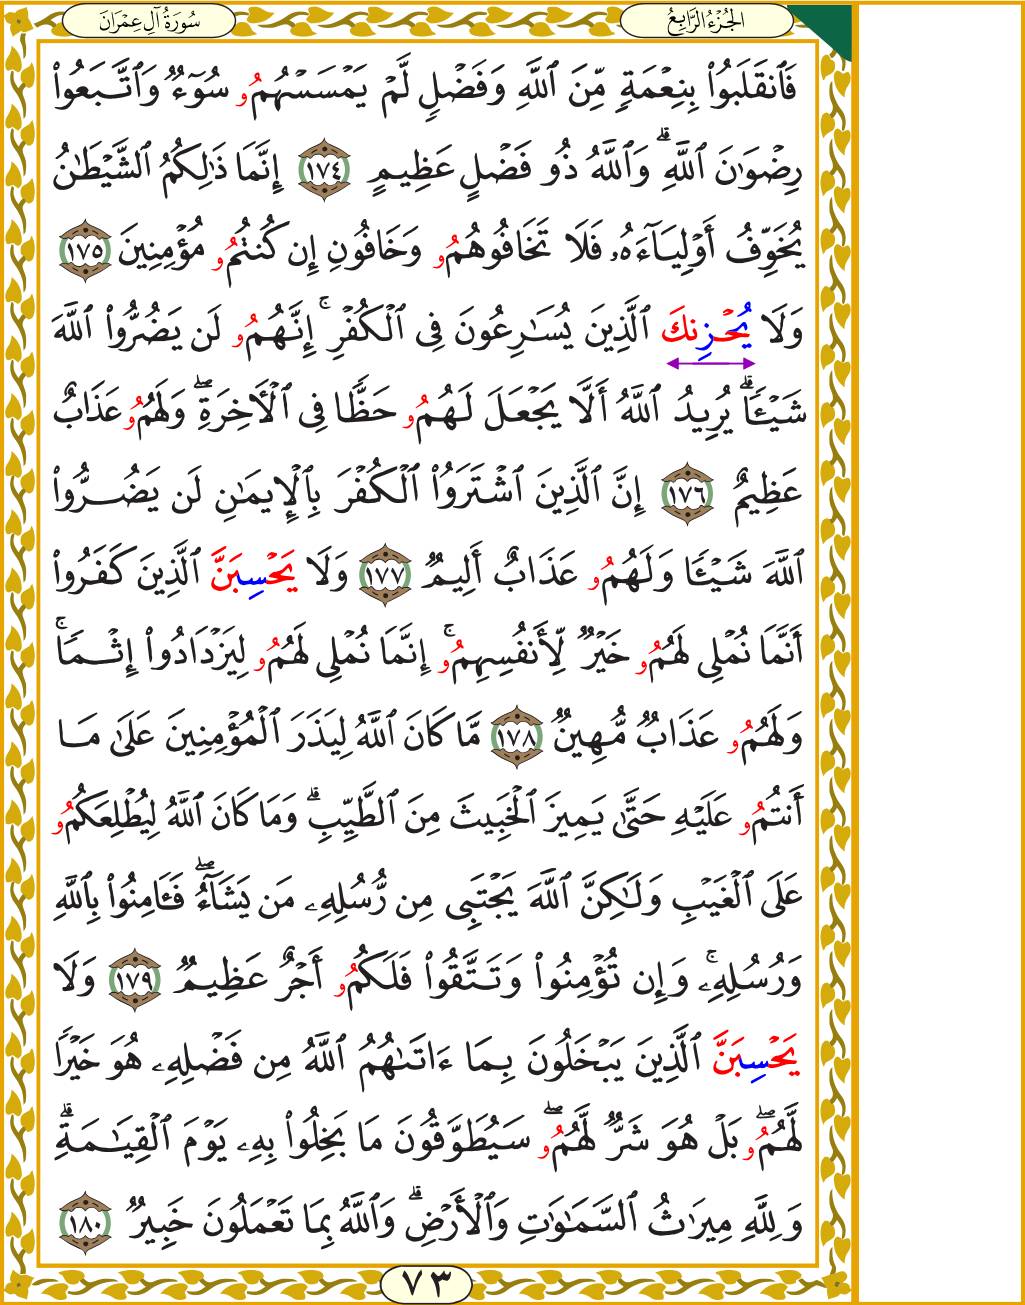 سُورَةُ آلِ عِمْرَان
الجُزْءُ الرَّابِعُ
فَٱنقَلَبُوا۟ بِنِعْمَةٍ مِّنَ ٱللَّهِ وَفَضْلٍ لَّمْ يَمْسَسْهُمُو سُوٓءٌ وَٱتَّبَعُوا۟
رِضْوَٰنَ ٱللَّهِ ۗ وَٱللَّهُ ذُو فَضْلٍ عَظِيمٍ ١٧٤ إِنَّمَا ذَٰلِكُمُ ٱلشَّيْطَٰنُ
يُخَوِّفُ أَوْلِيَآءَهُۥ فَلَا تَخَافُوهُمُو وَخَافُونِ إِن كُنتُمُو مُؤْمِنِينَ ١٧٥
وَلَا يُحْزِنكَ ٱلَّذِينَ يُسَٰرِعُونَ فِى ٱلْكُفْرِ ۚ إِنَّهُمُو لَن يَضُرُّوا۟ ٱللَّهَ
شَيْـًٔا ۗ يُرِيدُ ٱللَّهُ أَلَّا يَجْعَلَ لَهُمُو حَظًّا فِى ٱلْأَخِرَةِ ۖ وَلَهُمُو عَذَابٌ
عَظِيمٌ ١٧٦ إِنَّ ٱلَّذِينَ ٱشْتَرَوُا۟ ٱلْكُفْرَ بِٱلْإِيمَٰنِ لَن يَضُرُّوا۟
ٱللَّهَ شَيْـًٔا وَلَهُمُو عَذَابٌ أَلِيمٌ ١٧٧ وَلَا يَحْسِبَنَّ ٱلَّذِينَ كَفَرُوا۟
أَنَّمَا نُمْلِى لَهُمُو خَيْرٌ لِّأَنفُسِهِمُو ۚ إِنَّمَا نُمْلِى لَهُمُو لِيَزْدَادُوا۟ إِثْمًا ۚ
وَلَهُمُو عَذَابٌ مُّهِينٌ ١٧٨ مَّا كَانَ ٱللَّهُ لِيَذَرَ ٱلْمُؤْمِنِينَ عَلَىٰ مَا
أَنتُمُو عَلَيْهِ حَتَّىٰ يَمِيزَ ٱلْخَبِيثَ مِنَ ٱلطَّيِّبِ ۗ وَمَا كَانَ ٱللَّهُ لِيُطْلِعَكُمُو
عَلَى ٱلْغَيْبِ وَلَٰكِنَّ ٱللَّهَ يَجْتَبِى مِن رُّسُلِهِۦ مَن يَشَآءُ ۖ فَـَٔامِنُوا۟ بِٱللَّهِ
وَرُسُلِهِۦ ۚ وَإِن تُؤْمِنُوا۟ وَتَتَّقُوا۟ فَلَكُمُو أَجْرٌ عَظِيمٌ ١٧٩ وَلَا
يَحْسِبَنَّ ٱلَّذِينَ يَبْخَلُونَ بِمَا ءَاتَىٰهُمُ ٱللَّهُ مِن فَضْلِهِۦ هُوَ خَيْرًا
لَّهُمُو ۖ بَلْ هُوَ شَرٌّ لَّهُمُو ۖ سَيُطَوَّقُونَ مَا بَخِلُوا۟ بِهِۦ يَوْمَ ٱلْقِيَٰمَةِ ۗ
وَلِلَّهِ مِيرَٰثُ ٱلسَّمَٰوَٰتِ وَٱلْأَرْضِ ۗ وَٱللَّهُ بِمَا تَعْمَلُونَ خَبِيرٌ ١٨٠
٧٣